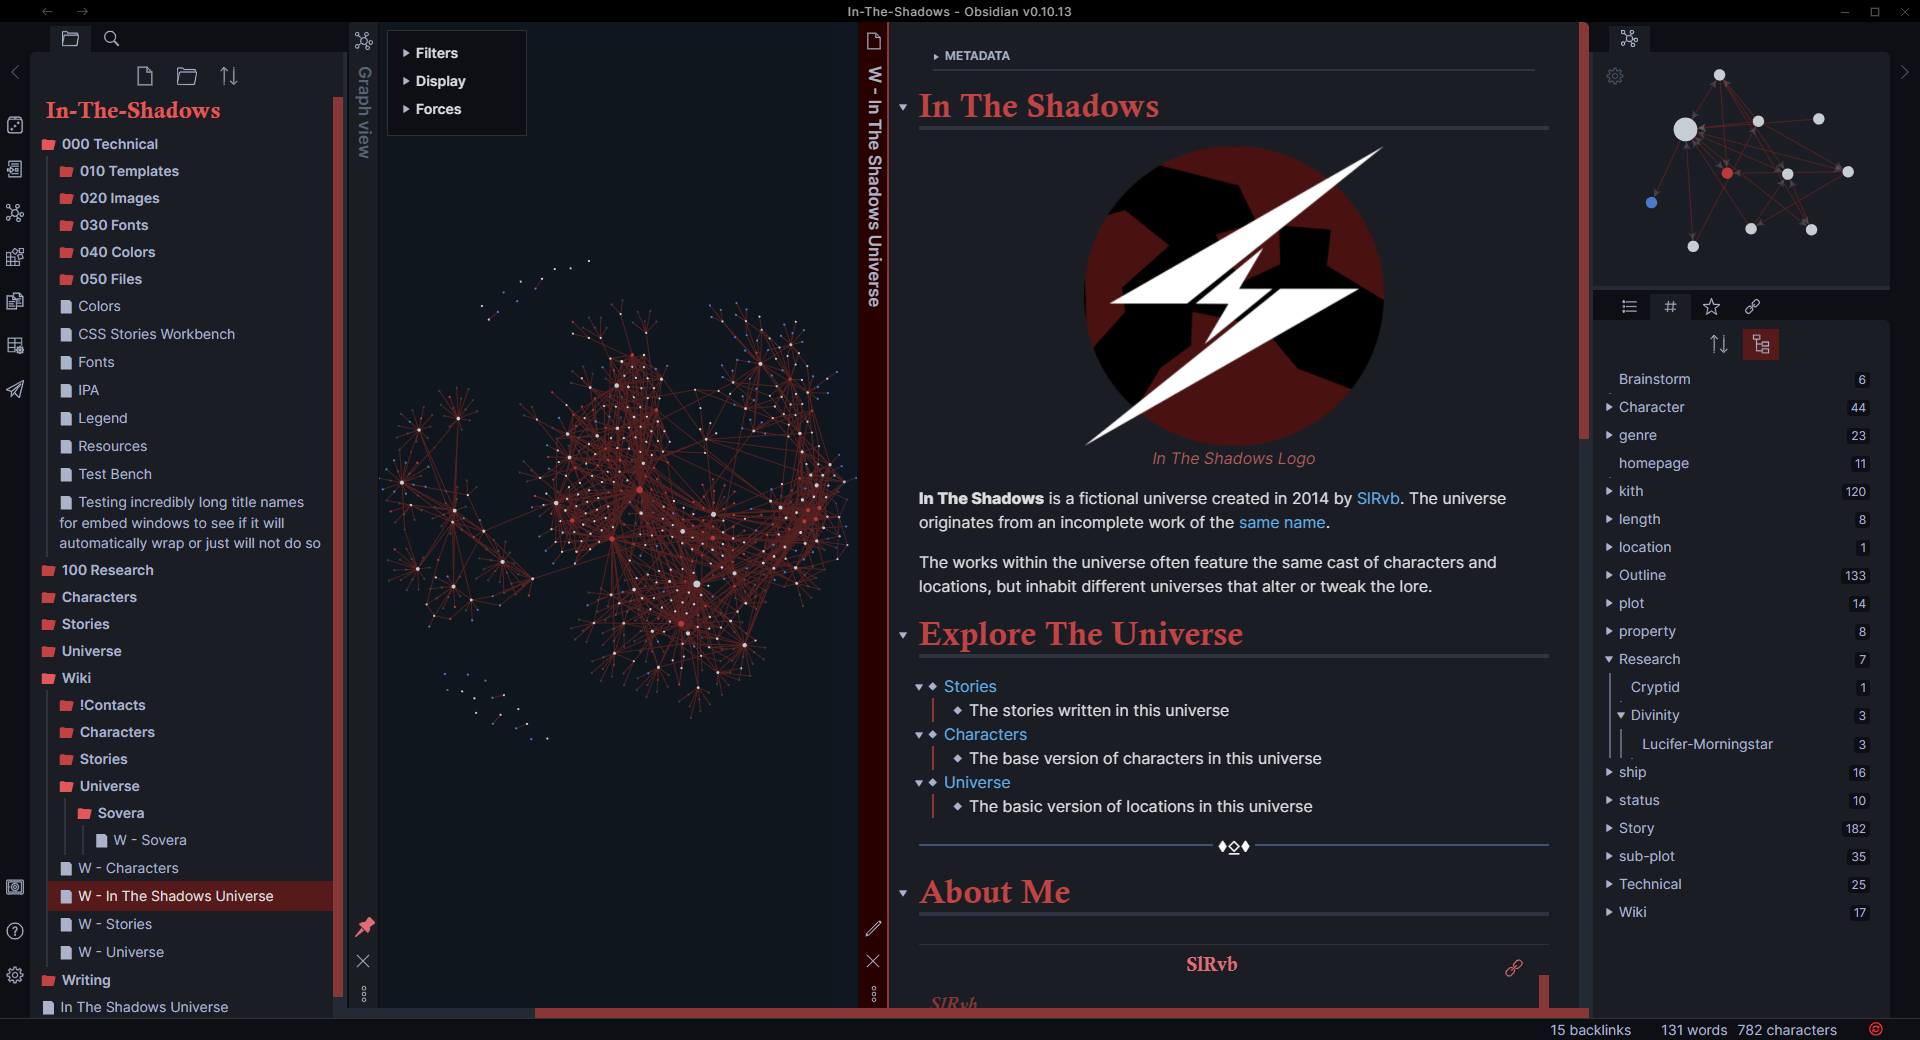 In-The-Shadows - Obsidian v0.10.13
In-The-Shadows
000 Technical
010 Templates
020 Images
030 Fonts
040 Colors
050 Files
Colors
CSS Stories Workbench
Fonts
IPA
Legend
Resources
Test Bench
Testing incredibly long title names
for embed windows to see if it will
automatically wrap or just will not do so
100 Research
Characters
Stories
Universe
Wiki
!Contacts
Characters
Stories
Universe
Sovera
W - Sovera
W - Characters
W - In The Shadows Universe
W - Stories
W - Universe
Writing
In The Shadows Universe
Graph view
Filters
Display
Forces
W - In The Shadows Universe
METADATA
In The Shadows
In The Shadows Logo
In The Shadows is a fictional universe created in 2014 by SlRvb. The universe
originates from an incomplete work of the same name.
The works within the universe often feature the same cast of characters and
locations, but inhabit different universes that alter or tweak the lore.
Explore The Universe
Stories
The stories written in this universe
Characters
The base version of characters in this universe
Universe
The basic version of locations in this universe
About Me
SlRvb
SlRvb
#
Brainstorm 6
Character 44
genre 23
homepage 11
kith 120
length 8
location 1
Outline 133
plot 14
property 8
Research 7
Cryptid 1
Divinity 3
Lucifer-Morningstar 3
ship 16
status 10
Story 182
sub-plot 35
Technical 25
Wiki 17
15 backlinks 131 words 782 characters